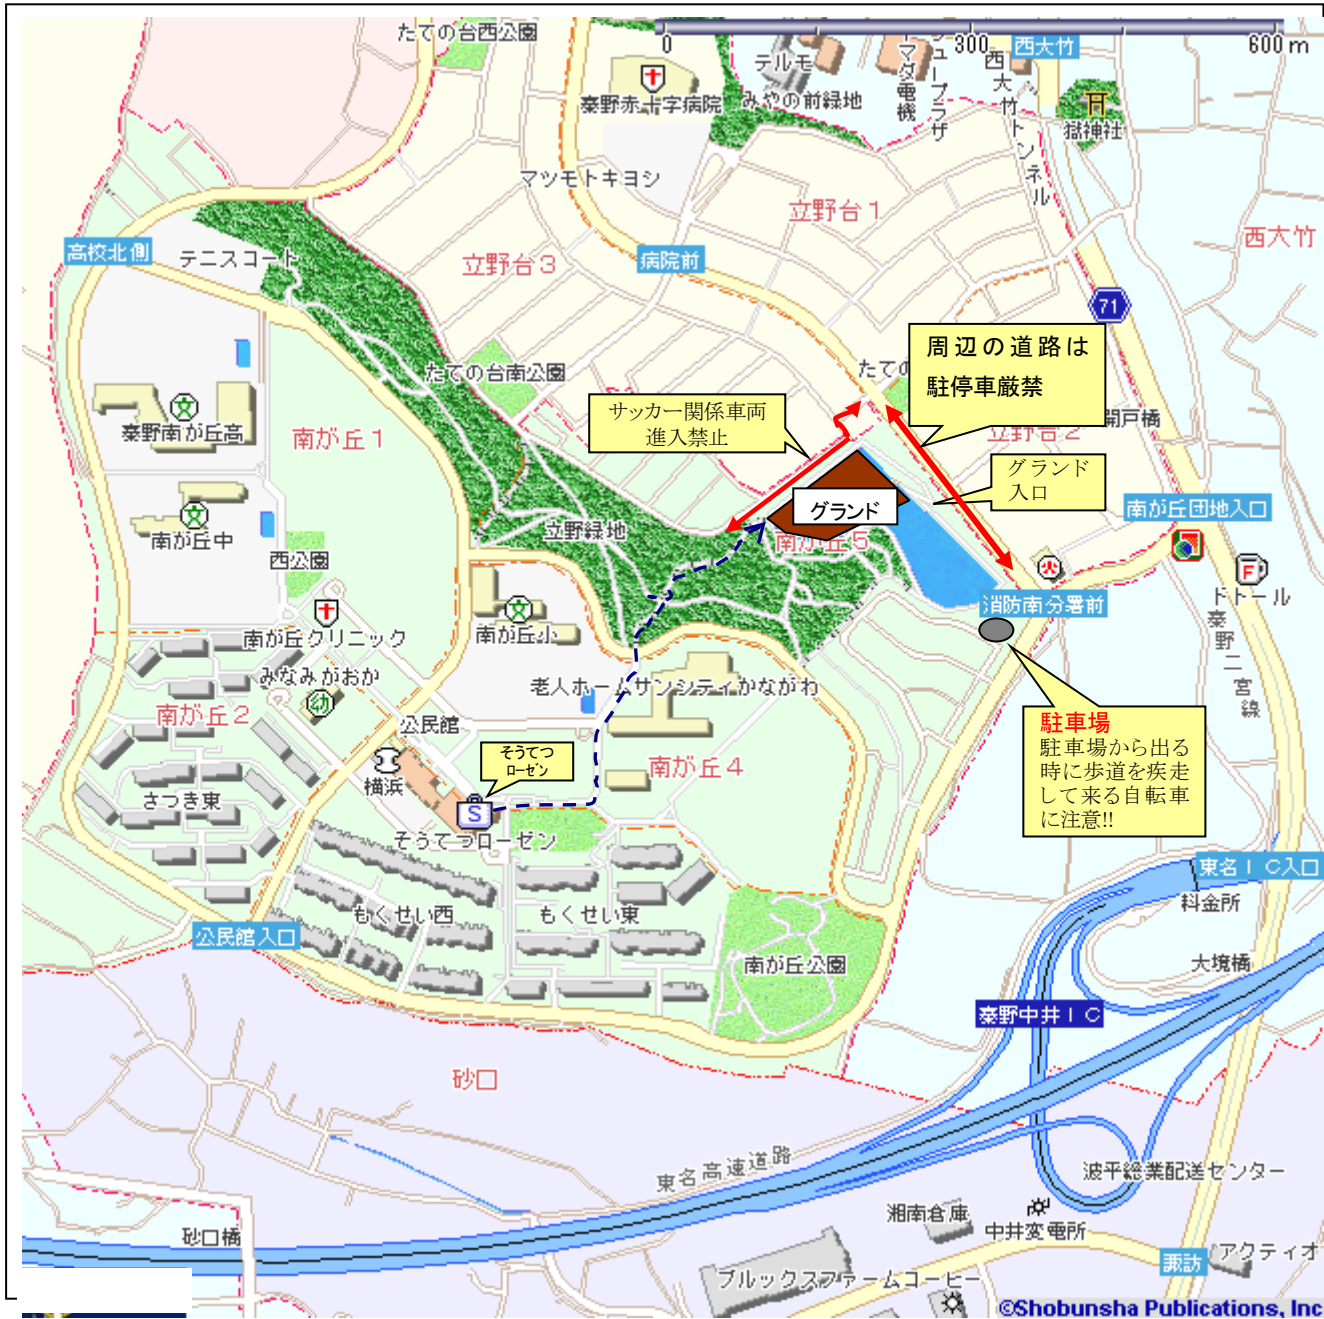 たての台西公園
0
300
600 m
西大竹
テルモ
マダ電機
ュープラザ
西大竹トンネル
秦野赤十字病院
みやの前緑地
嶽神社
マツモトキヨシ
立野台1
西大竹
高校北側
テニスコート
立野台3
病院前
71
周辺の道路は
駐停車厳禁
たての台南公園
たての
サッカー関係車両
進入禁止
開戸橋
立野台2
秦野南が丘高
文
南が丘1
グランド
入口
グランド
南が丘団地入口
文
南が丘中
立野緑地
南が丘5
西公園
火
F
ドトール
消防南分署前
文
南が丘小
南が丘クリニック
みなみがおか
幼
老人ホームサンシティかながわ
秦野二宮線
南が丘2
公民館
駐車場
駐車場から出る
時に歩道を疾走
して来る自転車
に注意!!
そうてつ
ローゼン
南が丘4
横浜
さつき東
S
そうてつローゼン
東名IC入口
料金所
もくせい西
もくせい東
公民館入口
南が丘公園
大境橋
秦野中井IC
砂口
東名高速道路
波平総業配送センター
湘南倉庫
中井変電所
砂口橋
諏訪
アクティオ
ブルックスファームコーヒー
©Shobunsha Publications, Inc